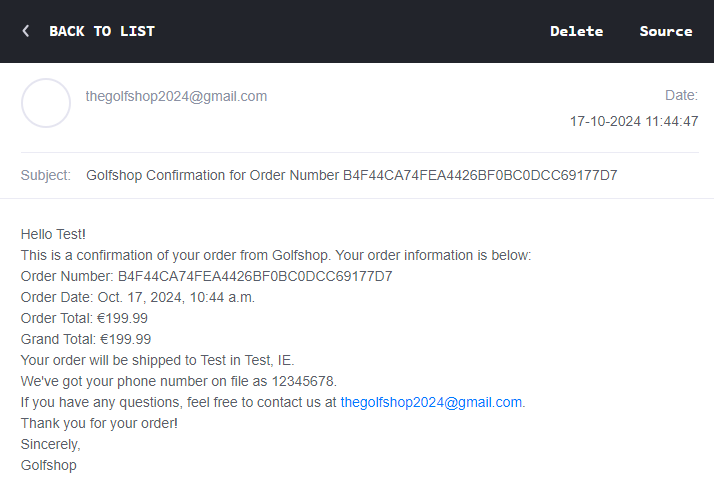 BACK TO LIST
Delete
Source
thegolfshop2024@gmail.com
Date:
17-10-2024 11:44:47
Subject: Golfshop Confirmation for Order Number B4F44CA74FEA4426BF0BC0DCC69177D7
Hello Test!
This is a confirmation of your order from Golfshop. Your order information is below:
Order Number: B4F44CA74FEA4426BF0BC0DCC69177D7
Order Date: Oct. 17, 2024, 10:44 a.m.
Order Total: €199.99
Grand Total: €199.99
Your order will be shipped to Test in Test, IE.
We've got your phone number on file as 12345678.
If you have any questions, feel free to contact us at thegolfshop2024@gmail.com.
Thank you for your order!
Sincerely,
Golfshop